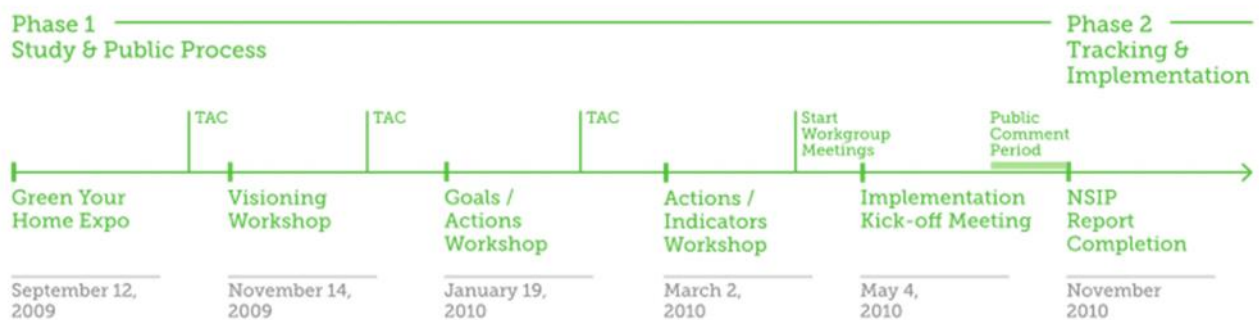 Phase 1
Study & Public Process
Phase 2
Tracking &
Implementation
TAC
TAC
TAC
Start
Workgroup
Meetings
Public
Comment
Period
Green Your
Home Expo
Visioning
Workshop
Goals /
Actions
Workshop
Actions /
Indicators
Workshop
Implementation
Kick-off Meeting
NSIP
Report
Completion
September 12,
2009
November 14,
2009
January 19,
2010
March 2,
2010
May 4,
2010
November
2010